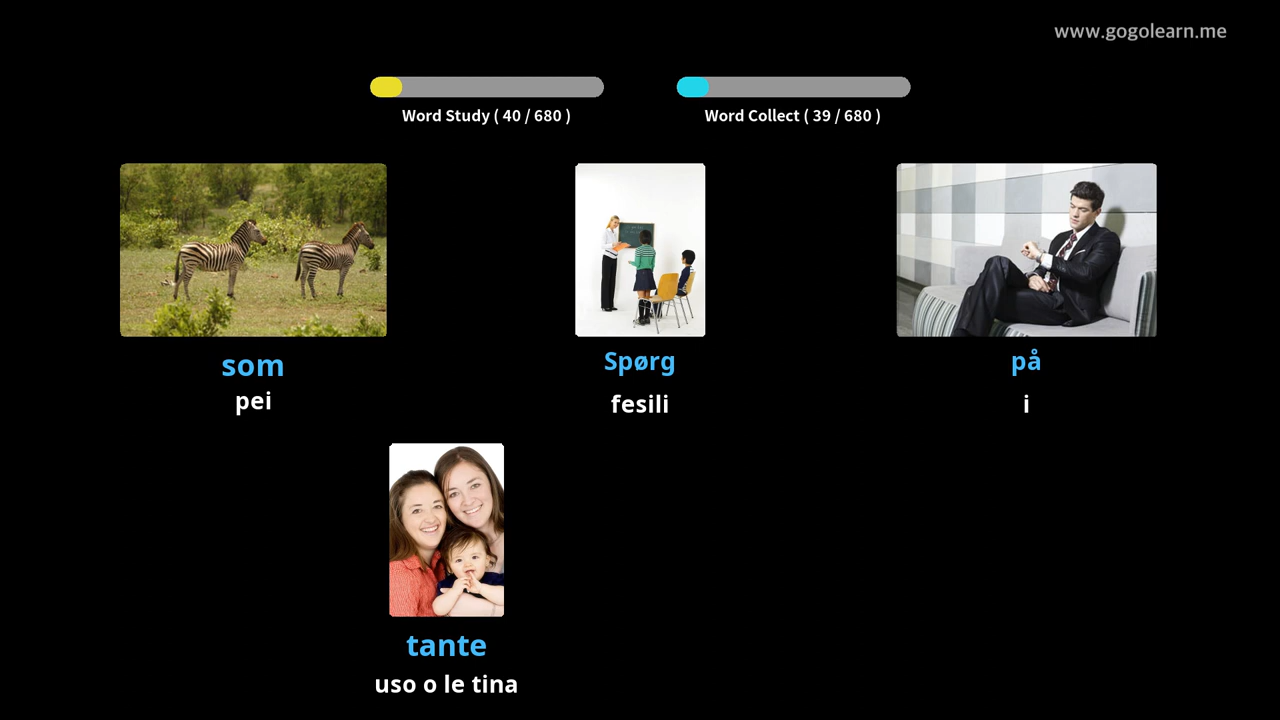 www.gogolearn.me
Word Study ( 40 / 680 )
Word Collect ( 39 / 680 )
som
Spørg
på
pei
fesili
i
tante
uso o le tina